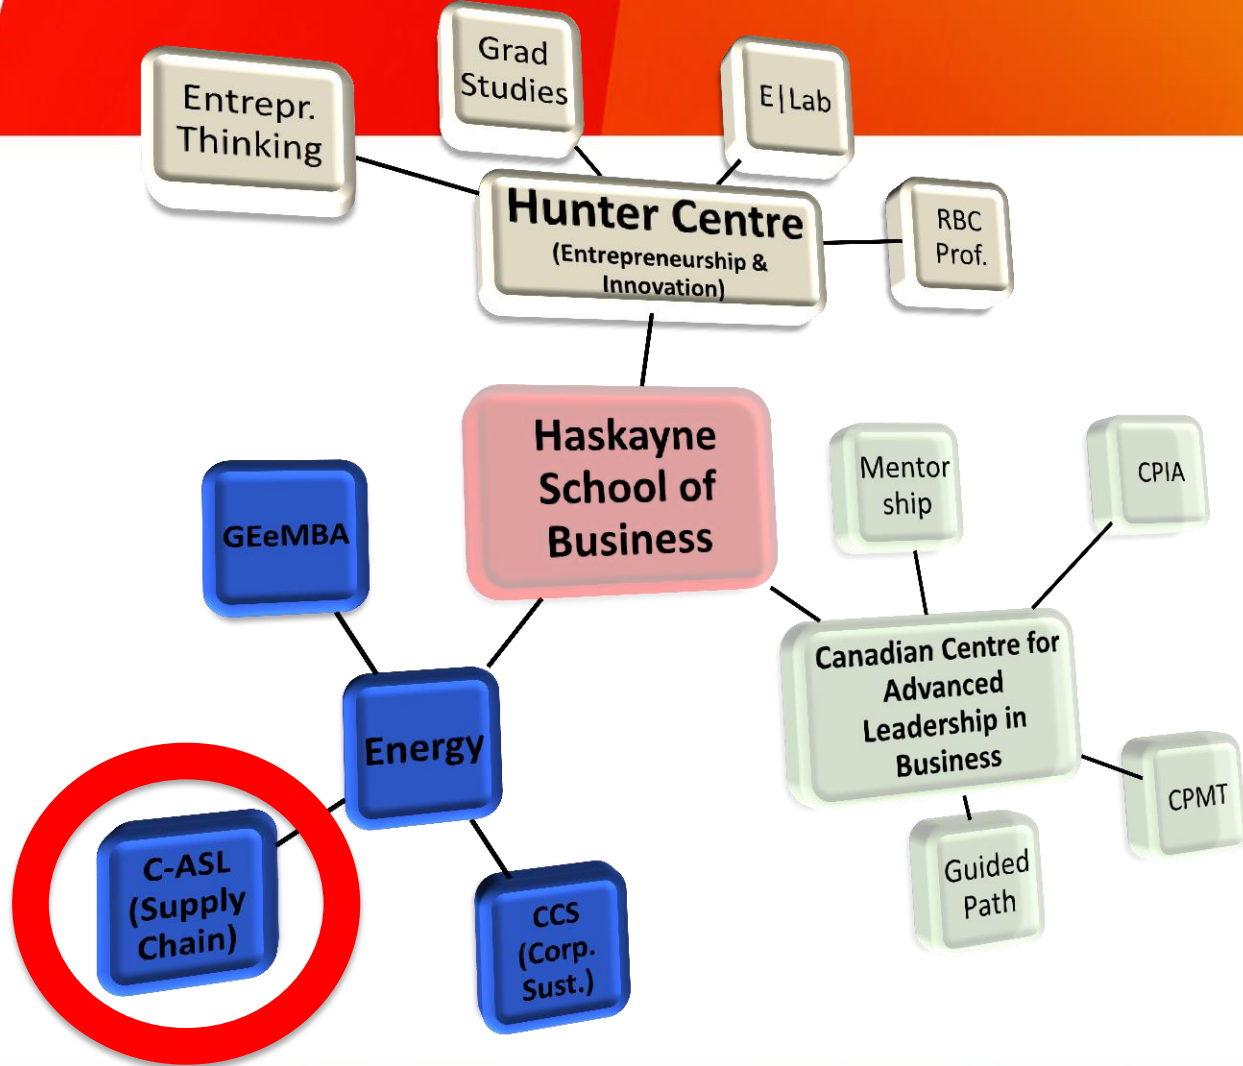 Entrepr.
Thinking
Grad
Studies
E|Lab
Hunter Centre
(Entrepreneurship &
Innovation)
RBC
Prof.
Haskayne
School of
Business
GEeMBA
Mentor
ship
CPIA
Canadian Centre for
Advanced
Leadership in
Business
Energy
CPMT
C-ASL
(Supply
Chain)
CCS
(Corp.
Sust.)
Guided
Path